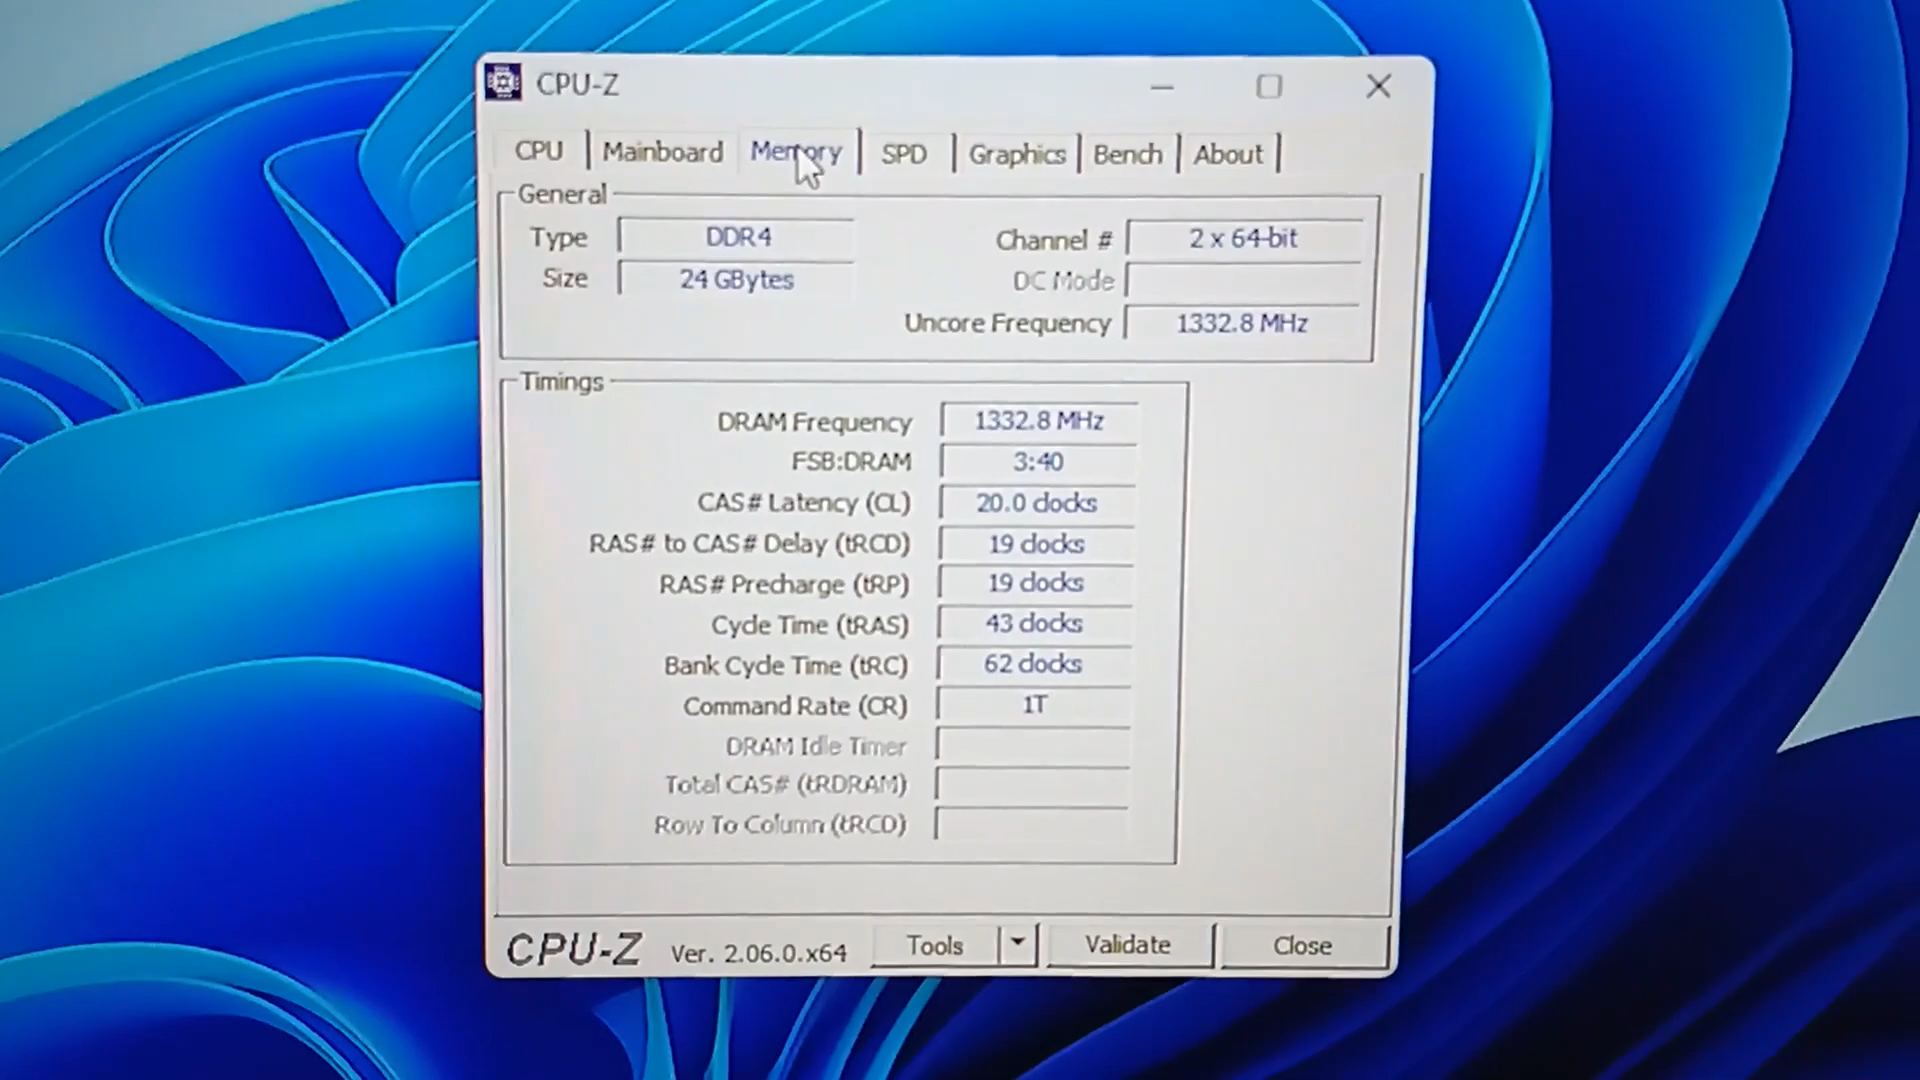 CPU-Z
CPU Mainboard Memory SPD Graphics Bench About
General
Type DDR4 Channel # 2 x 64-bit
Size 24 GBytes DC Mode
Uncore Frequency 1332.8 MHz
Timings
DRAM Frequency 1332.8 MHz
FSB:DRAM 3:40
CAS# Latency (CL) 20.0 clocks
RAS# to CAS# Delay (tRCD) 19 clocks
RAS# Precharge (tRP) 19 clocks
Cycle Time (tRAS) 43 clocks
Bank Cycle Time (tRC) 62 clocks
Command Rate (CR) 1T
DRAM Idle Timer
Total CAS# (tRDRAM)
Row To Column (tRCD)
CPU-Z Ver. 2.06.0.x64 Tools Validate Close